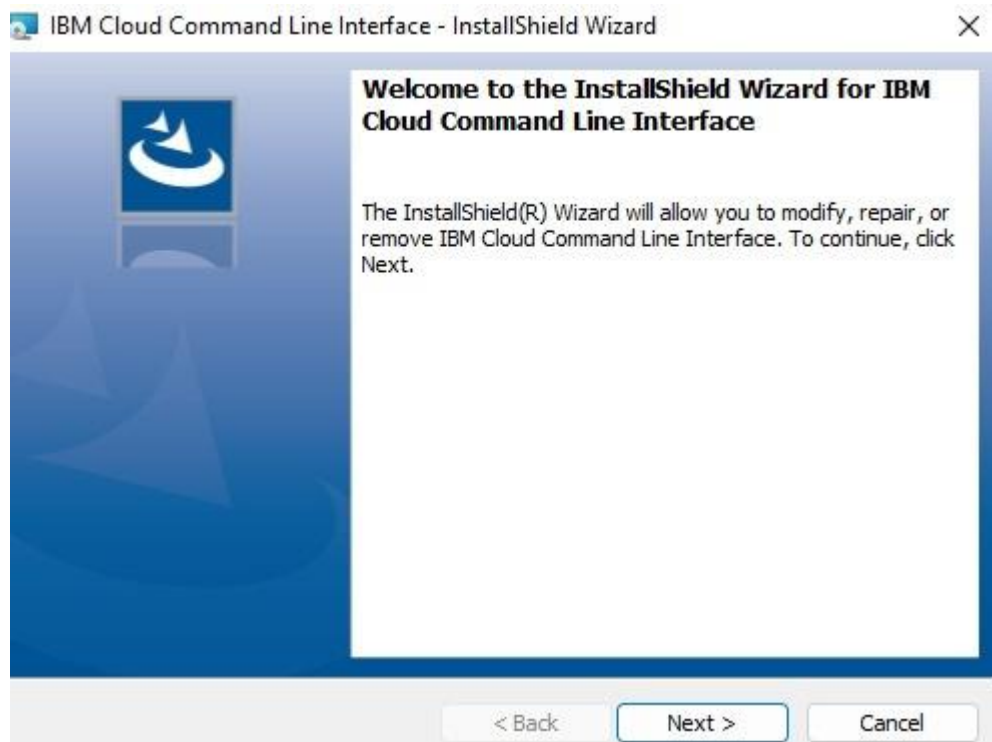 IBM Cloud Command Line Interface - InstallShield Wizard
Welcome to the InstallShield Wizard for IBM
Cloud Command Line Interface
The InstallShield(R) Wizard will allow you to modify, repair, or
remove IBM Cloud Command Line Interface. To continue, click
Next.
< Back
Next >
Cancel